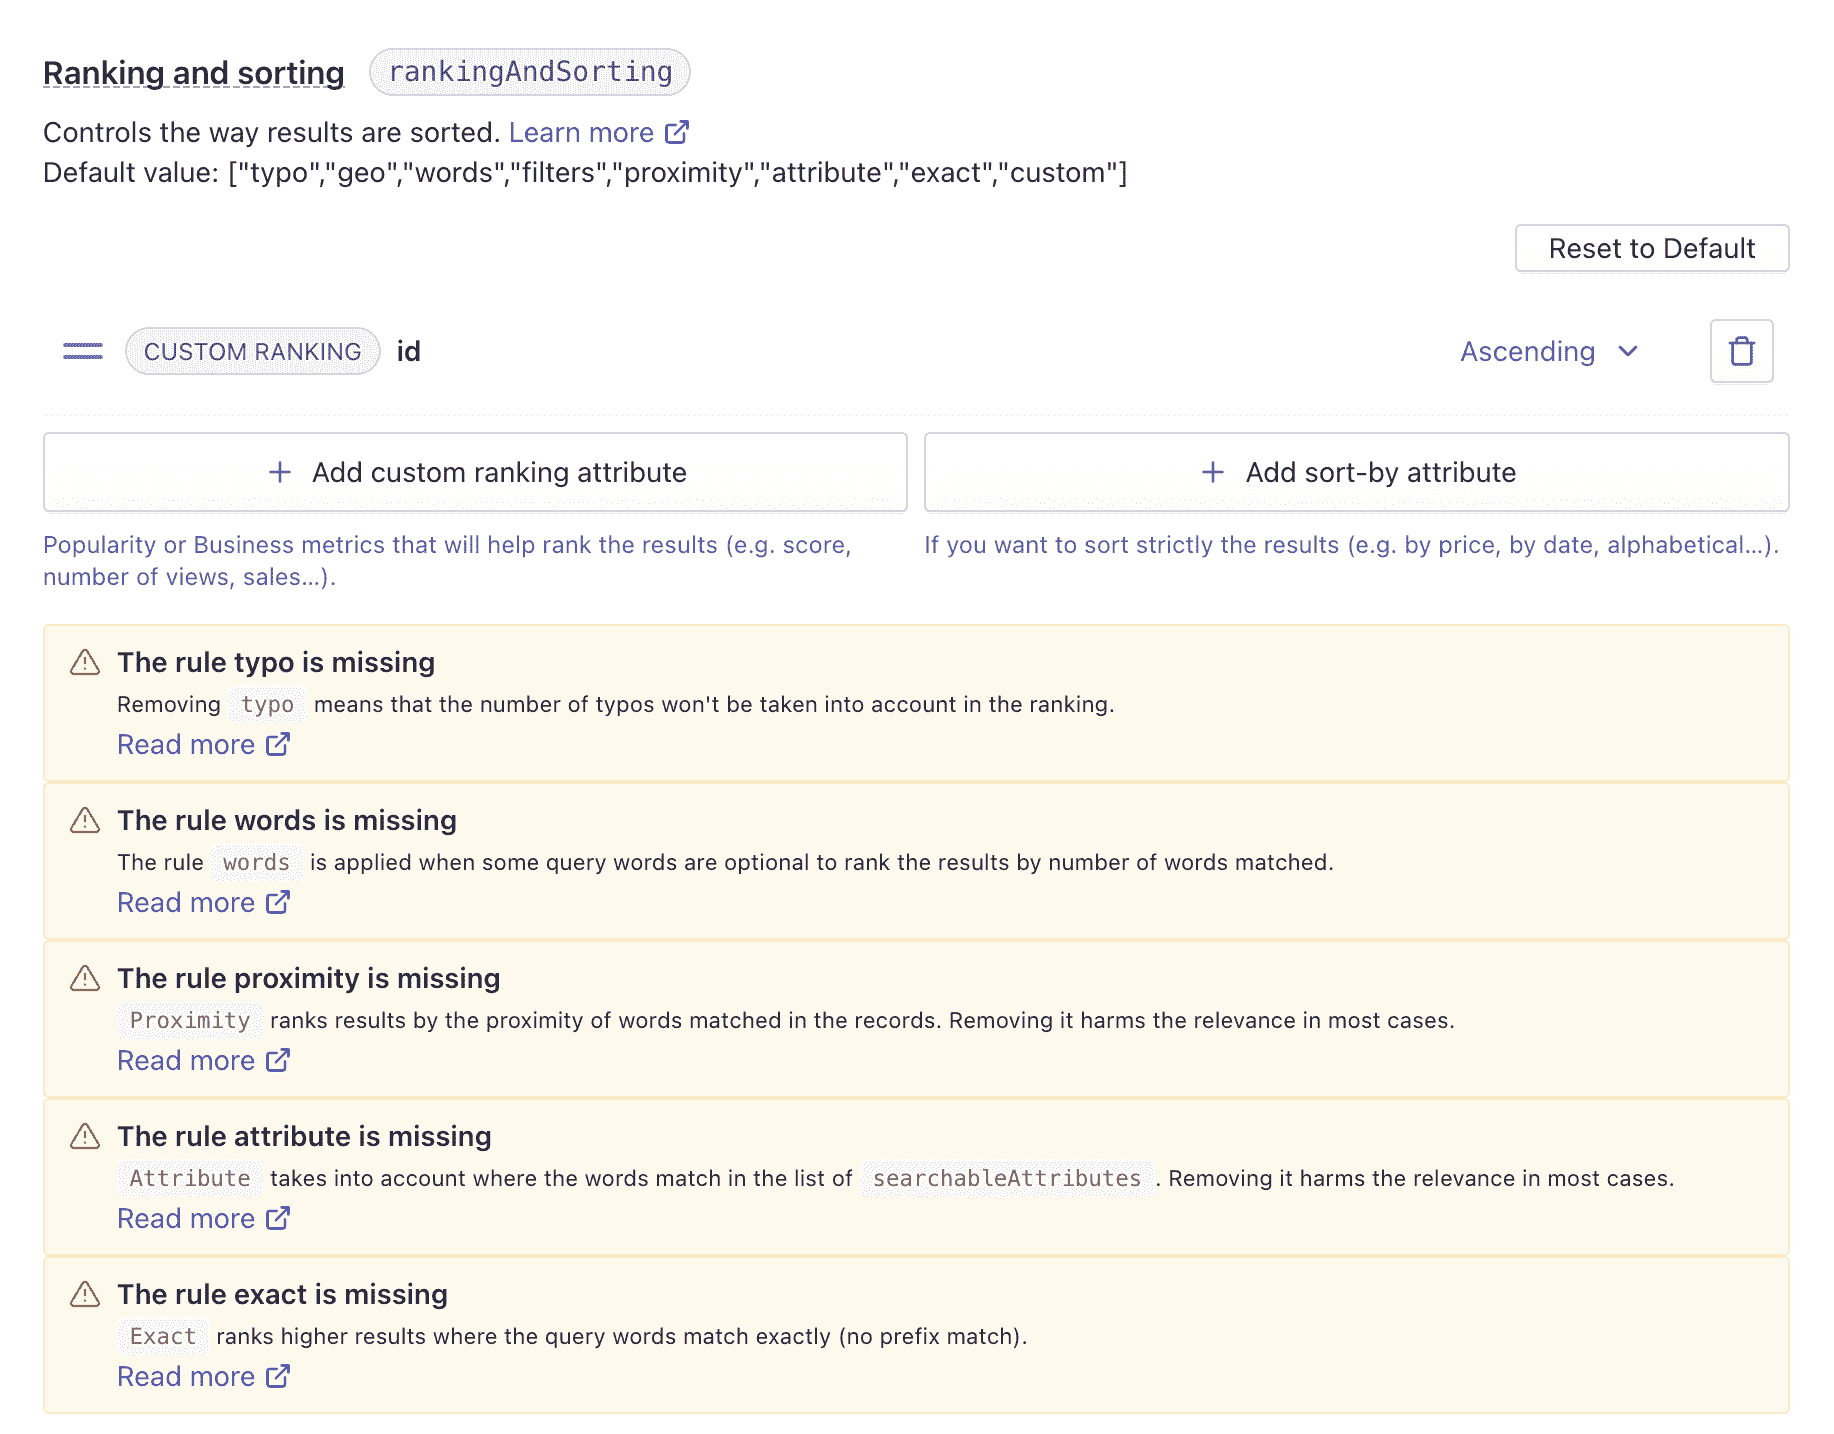 Ranking and sorting rankingAndSorting
Controls the way results are sorted. Learn more
Default value: ["typo","geo","words","filters","proximity","attribute","exact","custom"]
Reset to Default
CUSTOM RANKING id Ascending
Add custom ranking attribute
Add sort-by attribute
Popularity or Business metrics that will help rank the results (e.g. score,
number of views, sales...).
If you want to sort strictly the results (e.g. by price, by date, alphabetical...).
The rule typo is missing
Removing typo means that the number of typos won't be taken into account in the ranking.
Read more
The rule words is missing
The rule words is applied when some query words are optional to rank the results by number of words matched.
Read more
The rule proximity is missing
Proximity ranks results by the proximity of words matched in the records. Removing it harms the relevance in most cases.
Read more
The rule attribute is missing
Attribute takes into account where the words match in the list of searchableAttributes . Removing it harms the relevance in most cases.
Read more
The rule exact is missing
Exact ranks higher results where the query words match exactly (no prefix match).
Read more